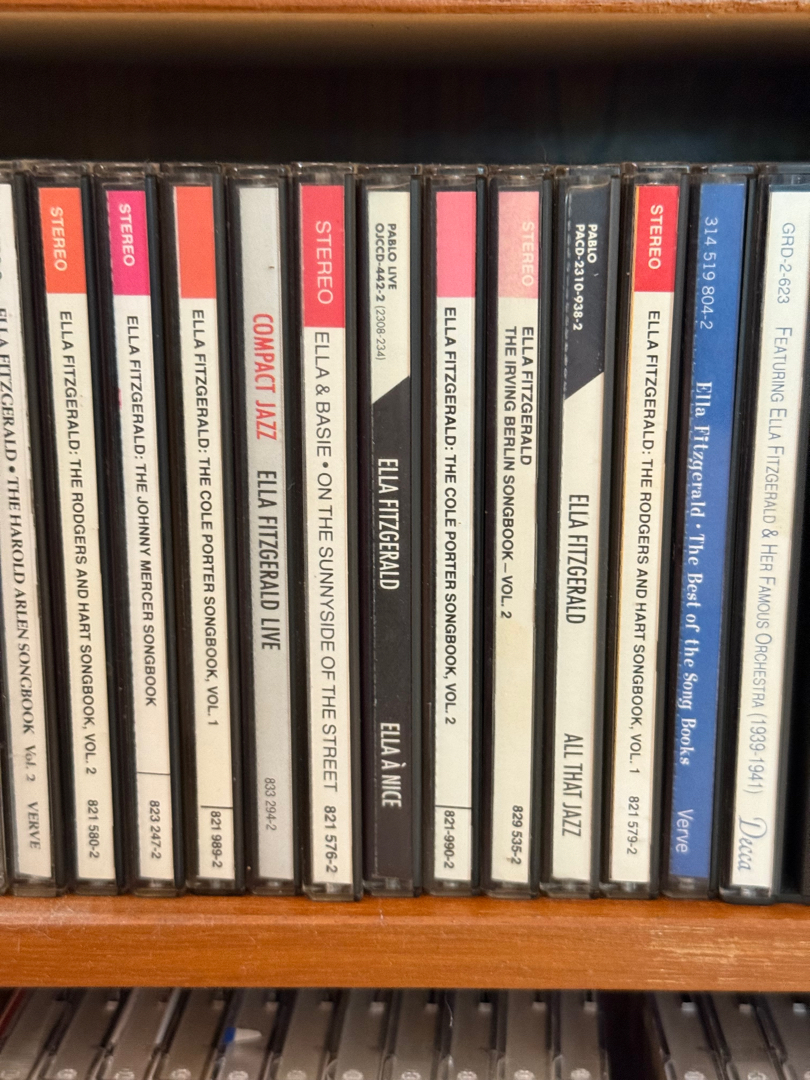 ELLA FITZGERALD • THE HAROLD ARLEN SONGBOOK Vol. 2 VERVE
STEREO ELLA FITZGERALD: THE RODGERS AND HART SONGBOOK, VOL. 2 821 580-2
STEREO ELLA FITZGERALD: THE JOHNNY MERCER SONGBOOK 823 247-2
ELLA FITZGERALD: THE COLE PORTER SONGBOOK, VOL. 1 821 989-2
COMPACT JAZZ ELLA FITZGERALD LIVE 833 294-2
STEREO ELLA & BASIE • ON THE SUNNYSIDE OF THE STREET 821 576-2
PABLO LIVE
OJCCD-442-2 (2308-234)
ELLA FITZGERALD ELLA À NICE
ELLA FITZGERALD: THE COLE PORTER SONGBOOK, VOL. 2 821-990-2
STEREO ELLA FITZGERALD
THE IRVING BERLIN SONGBOOK – VOL. 2 829 535-2
PABLO
PACD-2310-938-2
ELLA FITZGERALD ALL THAT JAZZ
STEREO ELLA FITZGERALD: THE RODGERS AND HART SONGBOOK, VOL. 1 821 579-2
314 519 804-2 Ella Fitzgerald • The Best of the Song Books Verve
GRD-2-623 FEATURING ELLA FITZGERALD & HER FAMOUS ORCHESTRA (1939-1941) Decca